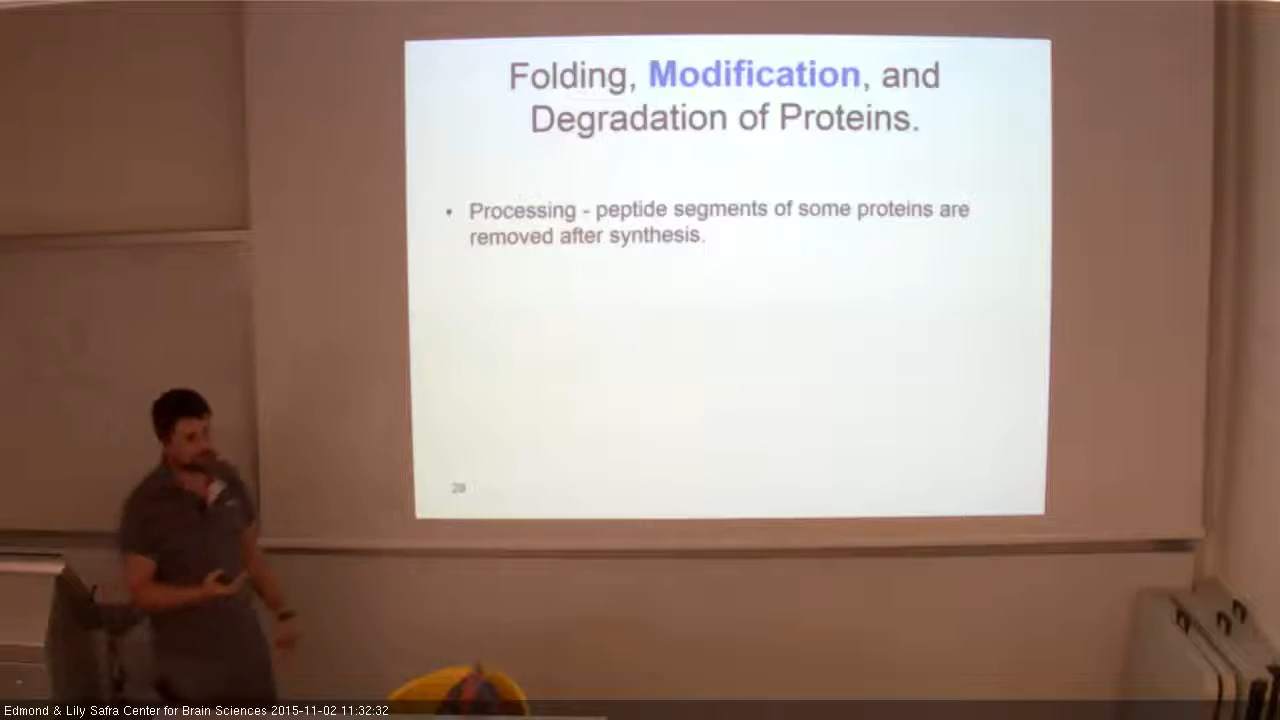 Folding, Modification, and
Degradation of Proteins.
• Processing - peptide segments of some proteins are
removed after synthesis.
29
Edmond & Lily Safra Center for Brain Sciences 2015-11-02 11:32:32